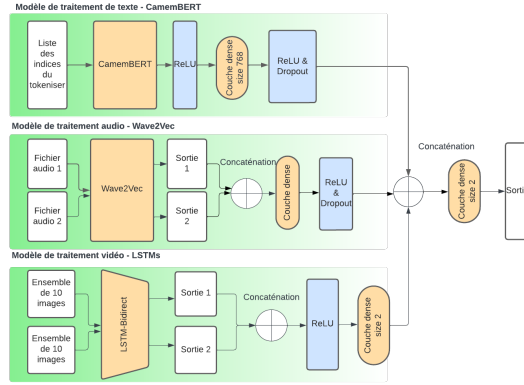 Modèle de traitement de texte - CamemBERT
Liste
des
indices
du
tokeniser
CamemBERT
ReLU
Couche dense
size 768
ReLU &
Dropout
Modèle de traitement audio - Wave2Vec
Fichier
audio 1
Fichier
audio 2
Wave2Vec
Sortie
1
Sortie
2
Concaténation
Couche dense
ReLU
&
Dropout
Concaténation
Couche dense
size 2
Sorti
Modèle de traitement vidéo - LSTMs
Ensemble
de 10
images
Ensemble
de 10
images
LSTM-Bidirect
Sortie 1
Sortie 2
Concaténation
ReLU
Couche dense
size 2